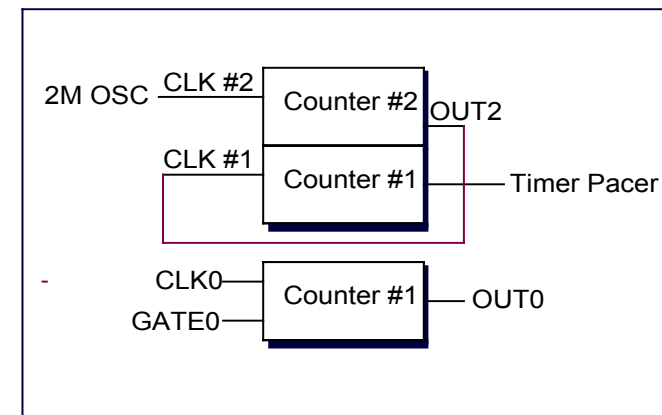 2M OSC
CLK #2
Counter #2
OUT2
CLK #1
Counter #1
Timer Pacer
CLK0
GATE0
Counter #1
OUT0